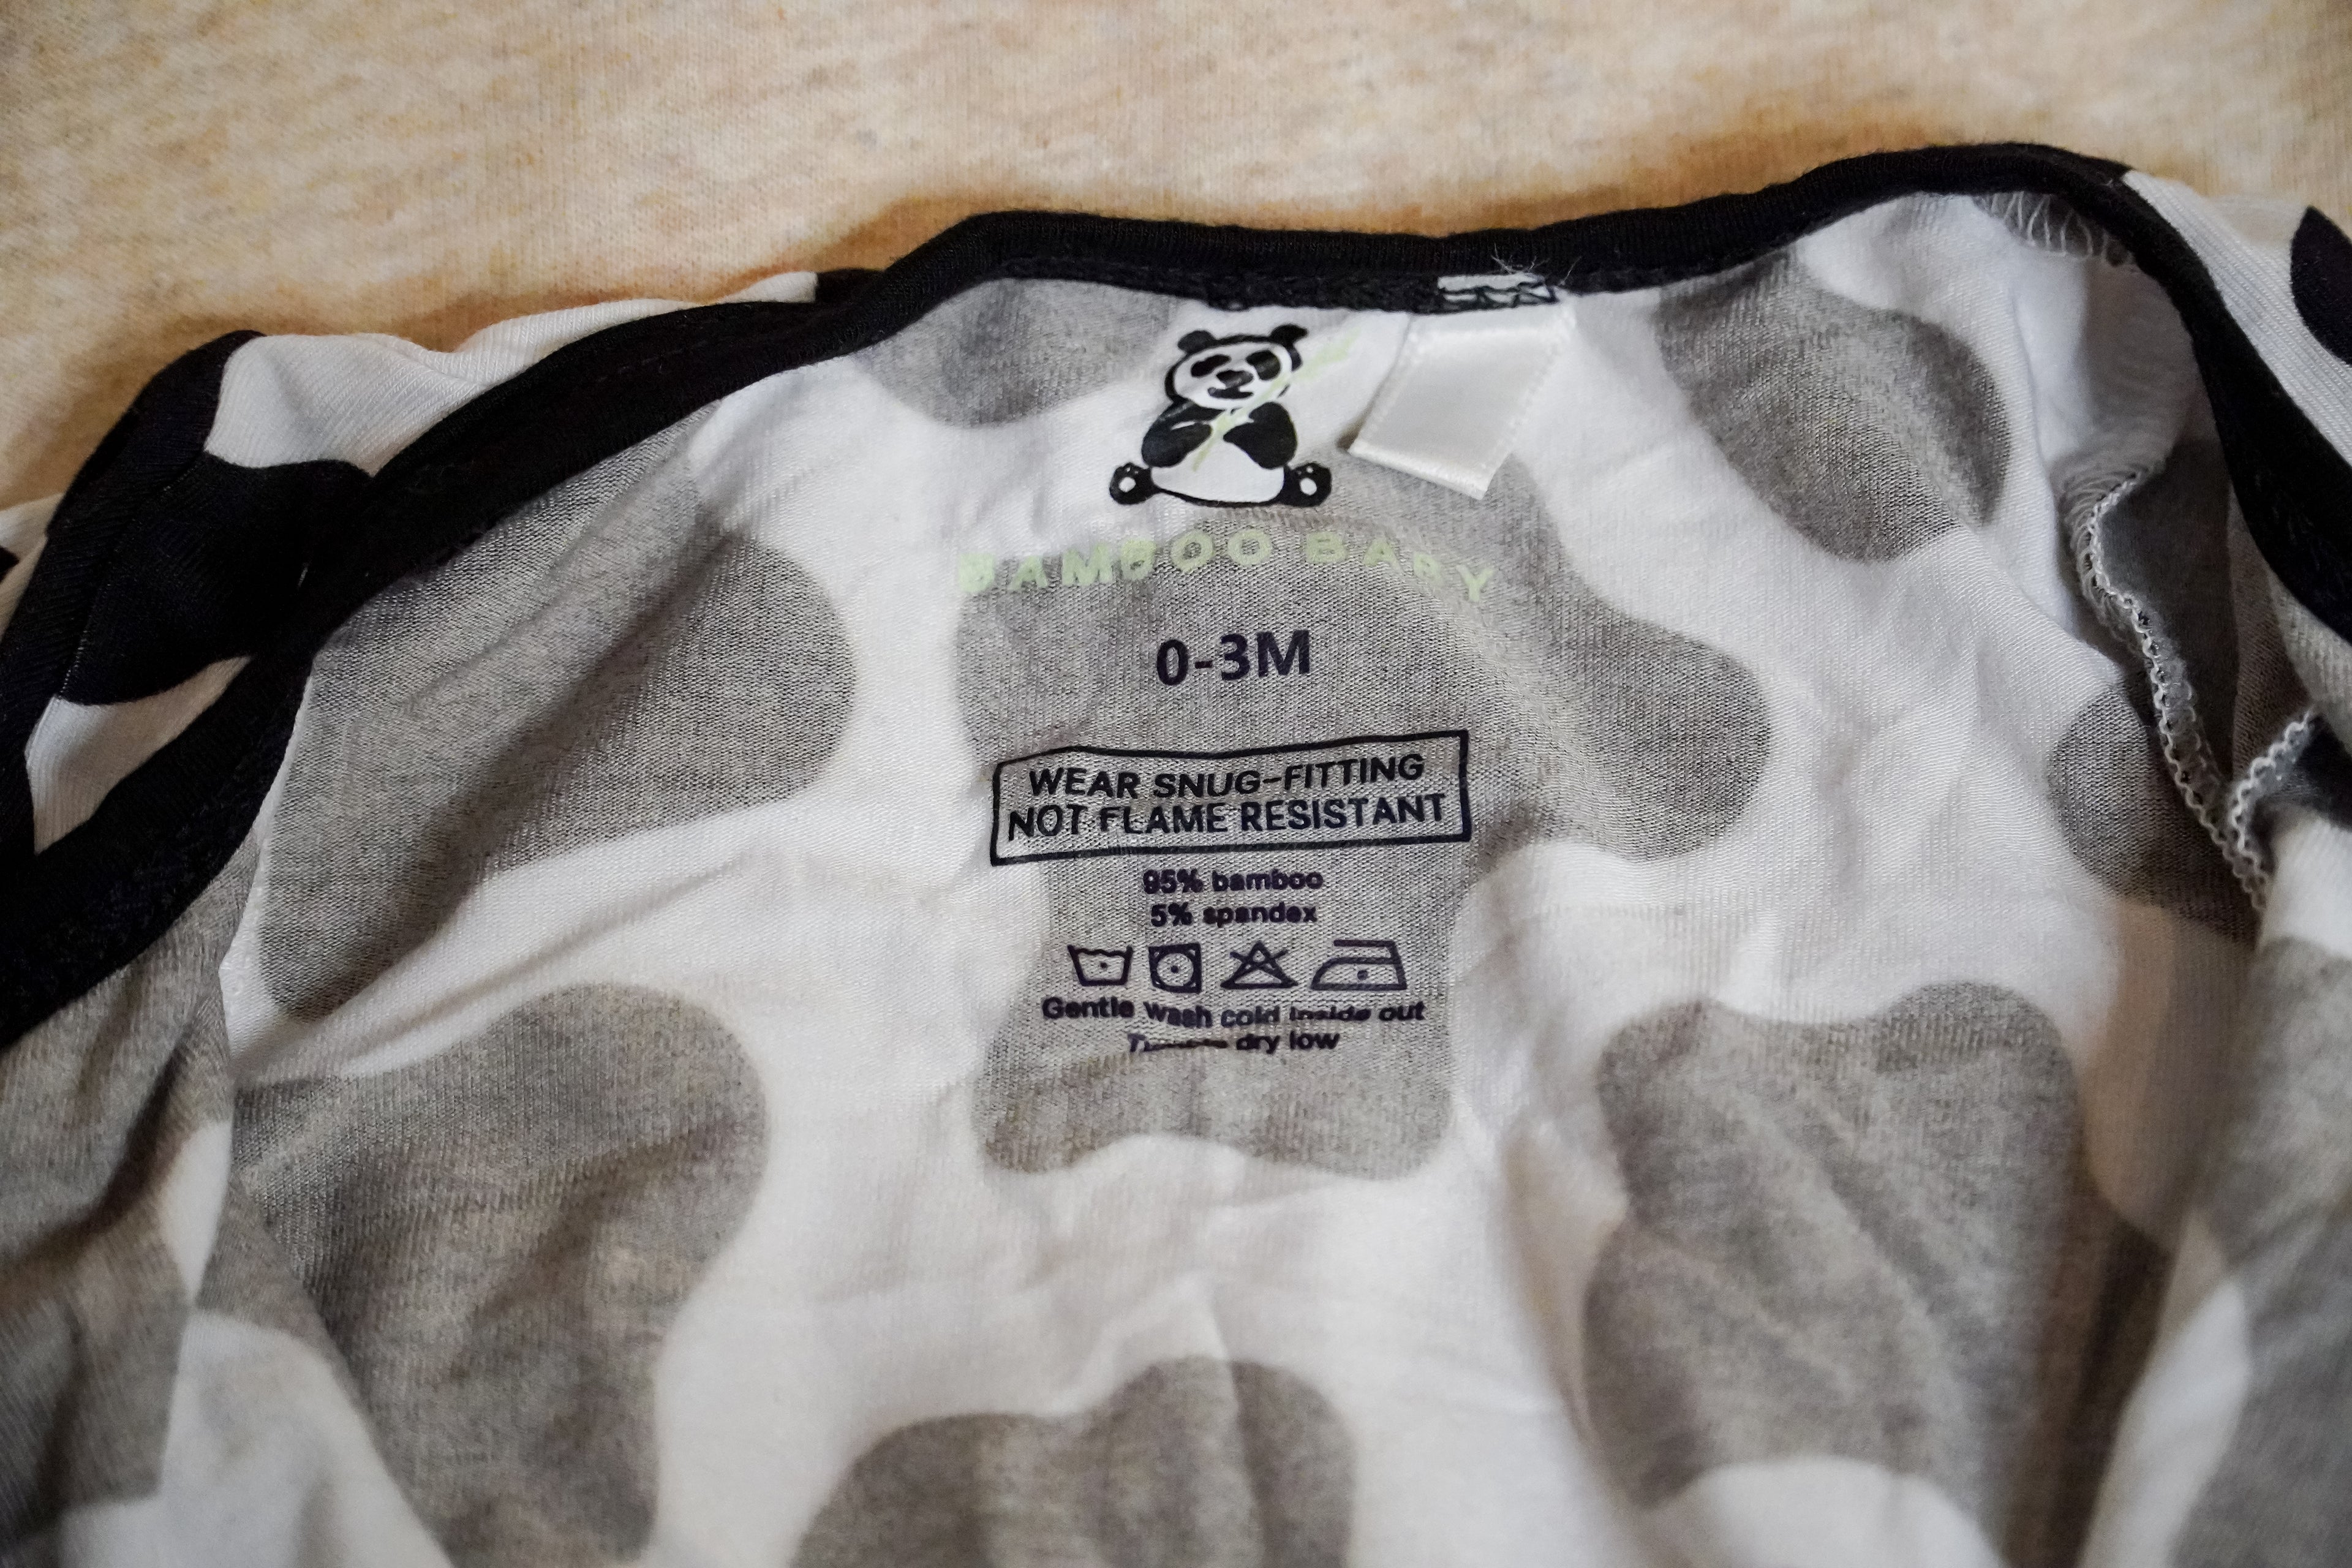 BAMBOO BABY
0-3M
WEAR SNUG-FITTING
NOT FLAME RESISTANT
95% bamboo
5% spandex
Gentle wash cold inside out
dry low